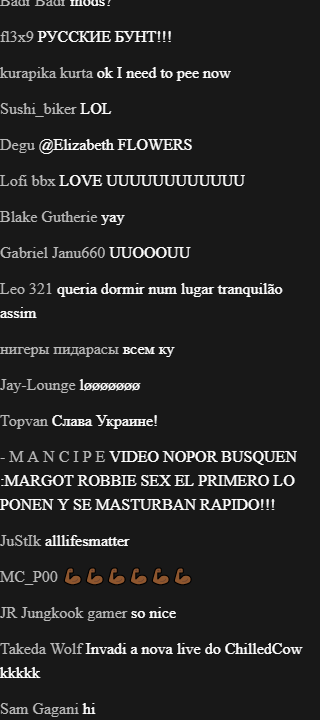 Badr Badr mods?
fl3x9 РУССКИЕ БУНТ!!!
kurapika kurta ok I need to pee now
Sushi_biker LOL
Degu @Elizabeth FLOWERS
Lofi bbx LOVE UUUUUUUUUUUU
Blake Gutherie yay
Gabriel Janu660 UUOOOUU
Leo 321 queria dormir num lugar tranquilão
assim
нигеры пидарасы всем ку
Jay-Lounge løøøøøøø
Topvan Слава Украине!
- M A N C I P E VIDEO NOPOR BUSQUEN
:MARGOT ROBBIE SEX EL PRIMERO LO
PONEN Y SE MASTURBAN RAPIDO!!!
JuStIk alllifesmatter
MC_P00 💪🏾💪🏾💪🏾💪🏾💪🏾💪🏾
JR Jungkook gamer so nice
Takeda Wolf Invadi a nova live do ChilledCow
kkkkk
Sam Gagani hi